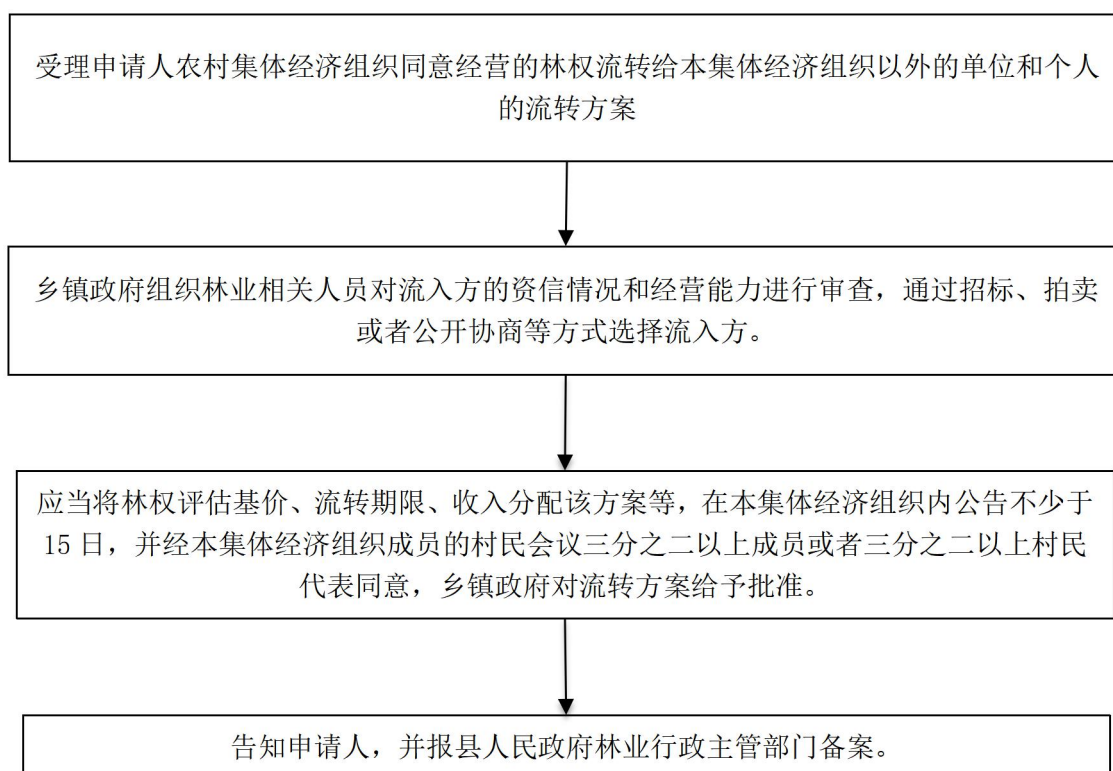 受理申请人农村集体经济组织同意经营的林权流转给本集体经济组织以外的单位和个人
的流转方案
乡镇政府组织林业相关人员对流入方的资信情况和经营能力进行审查，通过招标、拍卖
或者公开协商等方式选择流入方。
应当将林权评估基价、流转期限、收入分配该方案等，在本集体经济组织内公告不少于
15 日，并经本集体经济组织成员的村民会议三分之二以上成员或者三分之二以上村民
代表同意，乡镇政府对流转方案给予批准。
告知申请人，并报县人民政府林业行政主管部门备案。